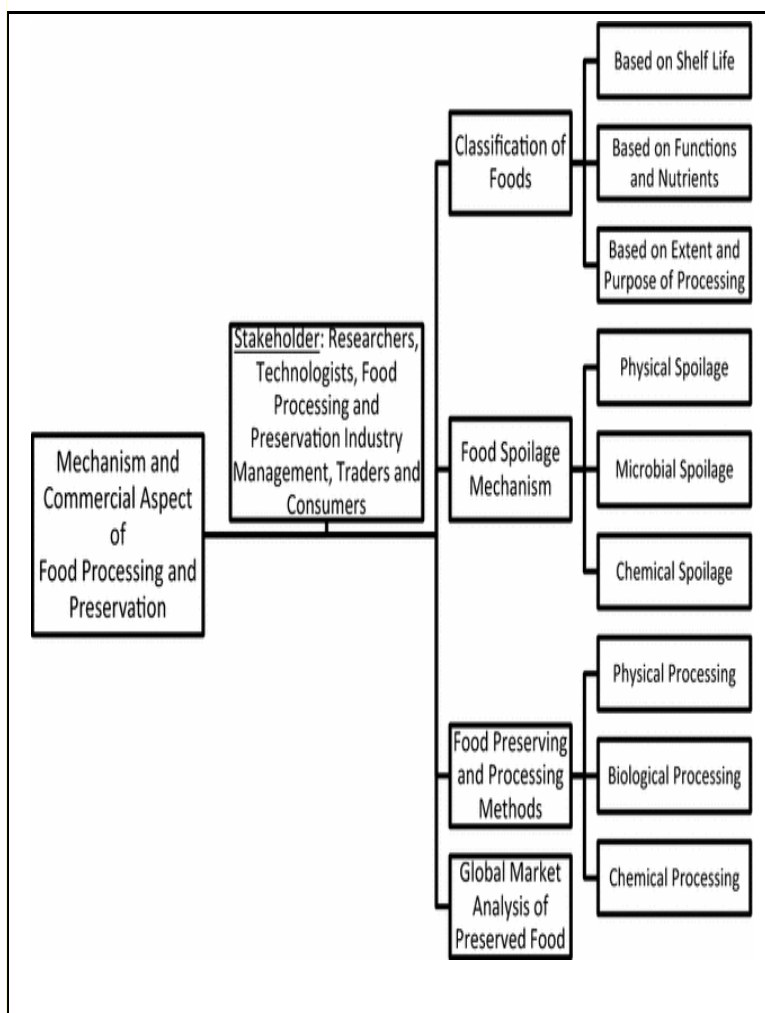 Mechanism and
Commercial Aspect
of
Food Processing and
Preservation
Stakeholder: Researchers,
Technologists, Food
Processing and
Preservation Industry
Management, Traders and
Consumers
Classification of
Foods
Based on Shelf Life
Based on Functions
and Nutrients
Based on Extent and
Purpose of Processing
Food Spoilage
Mechanism
Physical Spoilage
Microbial Spoilage
Chemical Spoilage
Food Preserving
and Processing
Methods
Physical Processing
Biological Processing
Chemical Processing
Global Market
Analysis of
Preserved Food